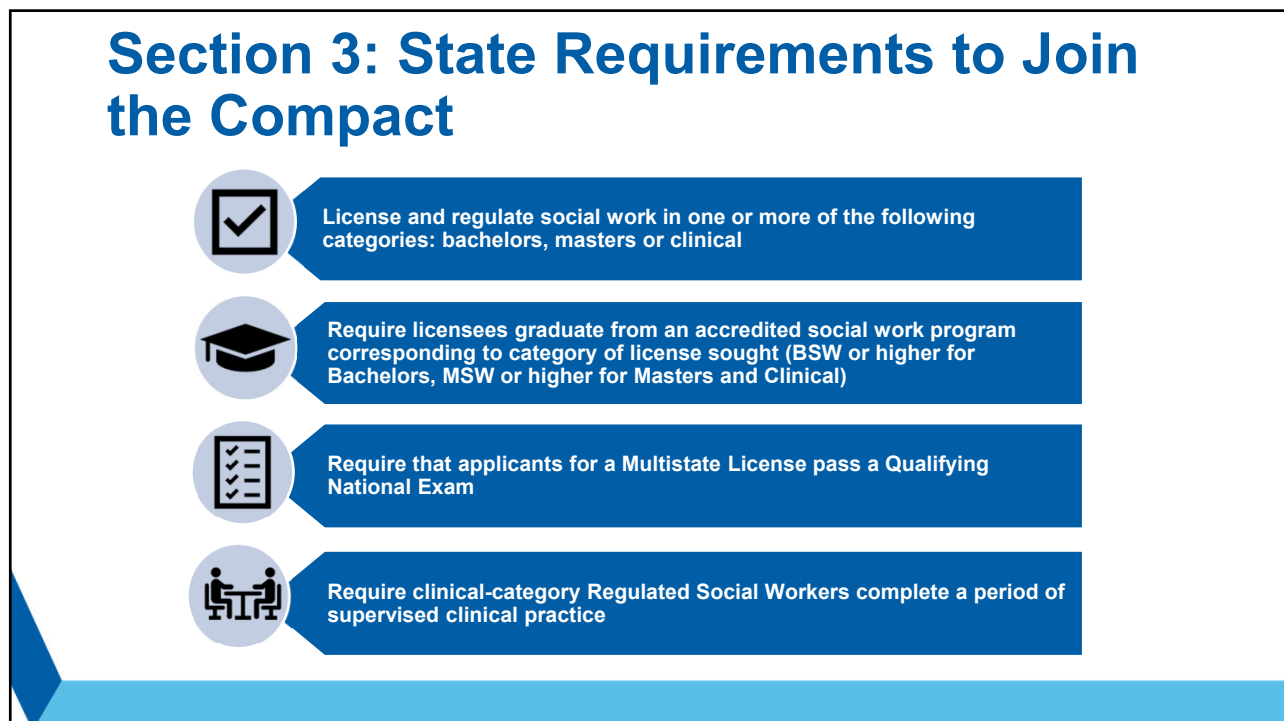 Section 3: State Requirements to Join
the Compact
License and regulate social work in one or more of the following
categories: bachelors, masters or clinical
Require licensees graduate from an accredited social work program
corresponding to category of license sought (BSW or higher for
Bachelors, MSW or higher for Masters and Clinical)
Require that applicants for a Multistate License pass a Qualifying
National Exam
Require clinical-category Regulated Social Workers complete a period of
supervised clinical practice